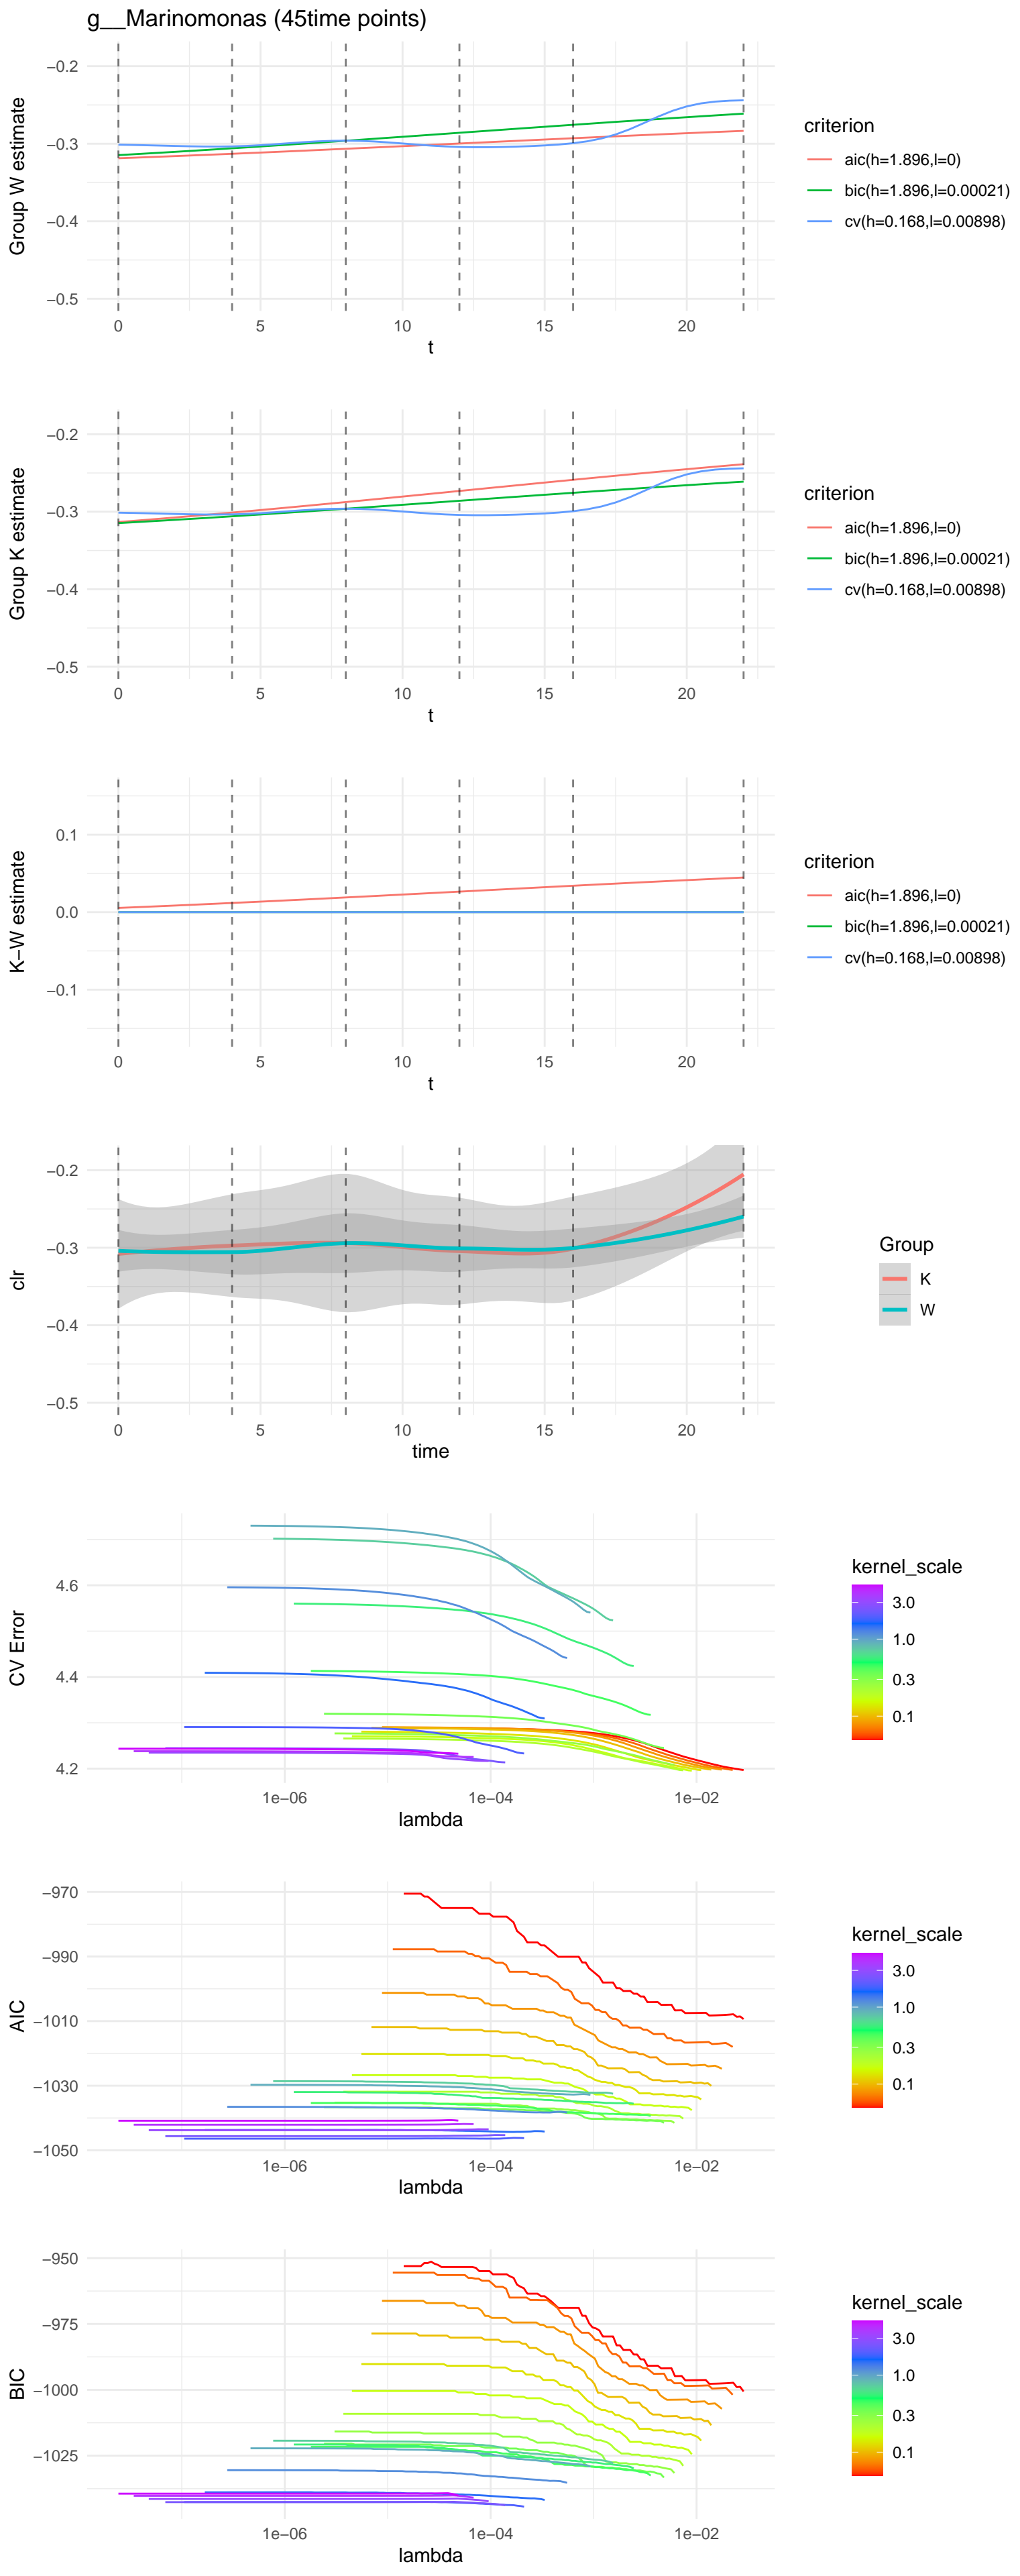 g__Marinomonas (45time points)
−0.2
−0.3
−0.4
−0.5
Group W estimate
0 5 10 15 20
t
criterion
aic(h=1.896,l=0)
bic(h=1.896,l=0.00021)
cv(h=0.168,l=0.00898)
−0.2
−0.3
−0.4
−0.5
Group K estimate
0 5 10 15 20
t
criterion
aic(h=1.896,l=0)
bic(h=1.896,l=0.00021)
cv(h=0.168,l=0.00898)
0.1
0.0
−0.1
K−W estimate
0 5 10 15 20
t
criterion
aic(h=1.896,l=0)
bic(h=1.896,l=0.00021)
cv(h=0.168,l=0.00898)
−0.2
−0.3
−0.4
−0.5
clr
0 5 10 15 20
time
Group
K
W
4.6
4.4
4.2
CV Error
1e−06 1e−04 1e−02
lambda
kernel_scale
3.0
1.0
0.3
0.1
−970
−990
−1010
−1030
−1050
AIC
1e−06 1e−04 1e−02
lambda
kernel_scale
3.0
1.0
0.3
0.1
−950
−975
−1000
−1025
BIC
1e−06 1e−04 1e−02
lambda
kernel_scale
3.0
1.0
0.3
0.1